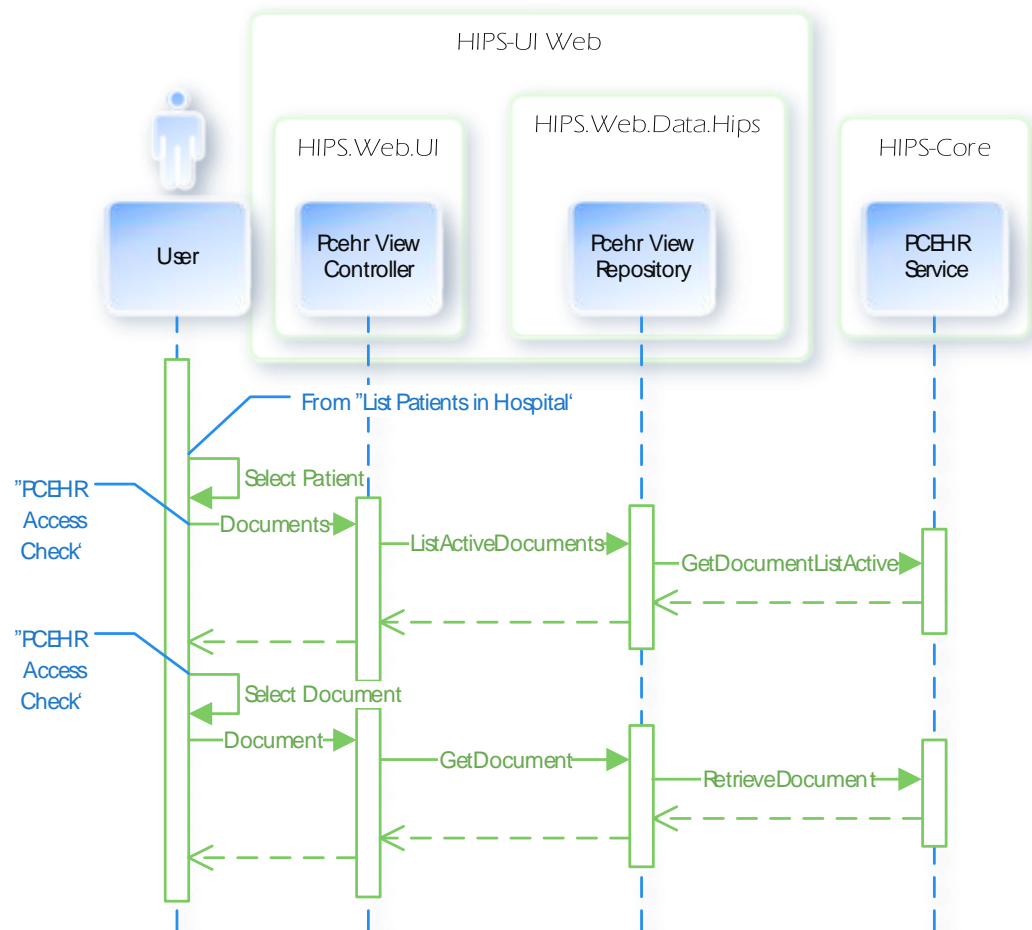 HIPS-UI Web
HIPS.Web.UI
HIPS.Web.Data.Hips
HIPS-Core
User
Pcehr View
Controller
Pcehr View
Repository
PCEHR
Service
From ”List Patients in Hospital‘
Select Patient
”PCEHR
Access
Check‘
Documents
ListActiveDocuments
GetDocumentListActive
”PCEHR
Access
Check‘
Select Document
Document
GetDocument
RetrieveDocument